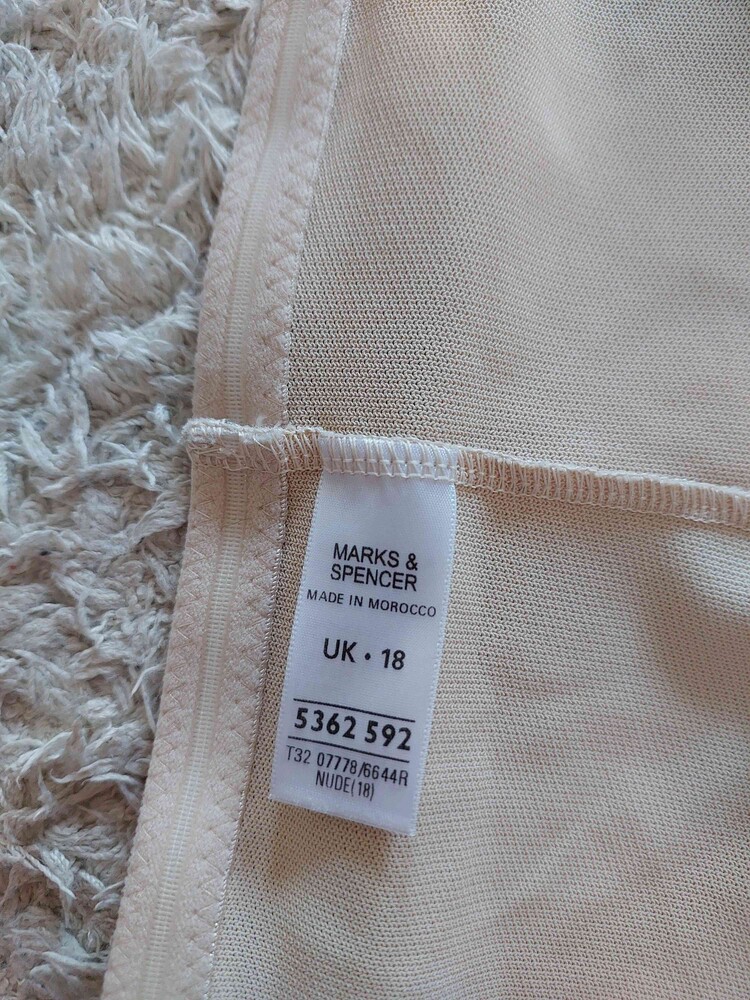 MARKS &
SPENCER
MADE IN MOROCCO
UK • 18
5362 592
T32 07778/6644R
NUDE(18)